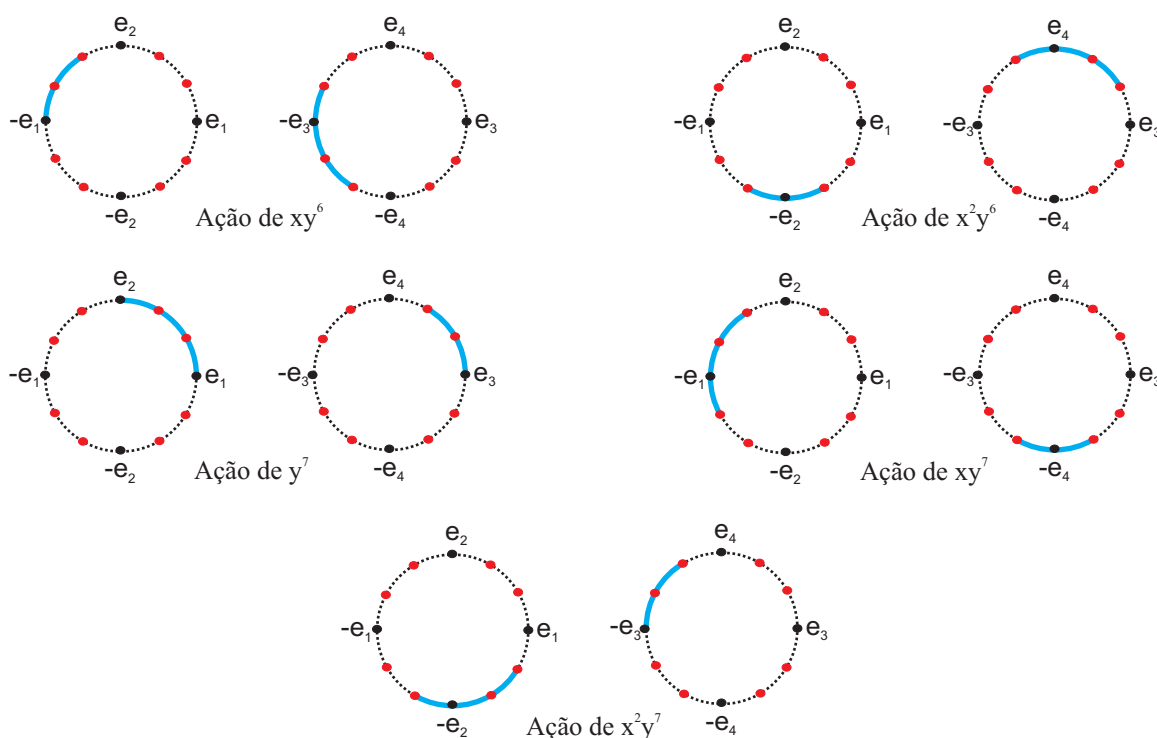 e₂ e₄ e₂ e₄
-e₁ e₁ -e₃ e₃ -e₁ e₁ -e₃ e₃
-e₂ -e₄ -e₂ -e₄
Ação de xy⁶ Ação de x²y⁶
e₂ e₄ e₂ e₄
-e₁ e₁ -e₃ e₃ -e₁ e₁ -e₃ e₃
-e₂ -e₄ -e₂ -e₄
Ação de y⁷ Ação de xy⁷
e₂ e₄
-e₁ e₁ -e₃ e₃
-e₂ -e₄
Ação de x²y⁷